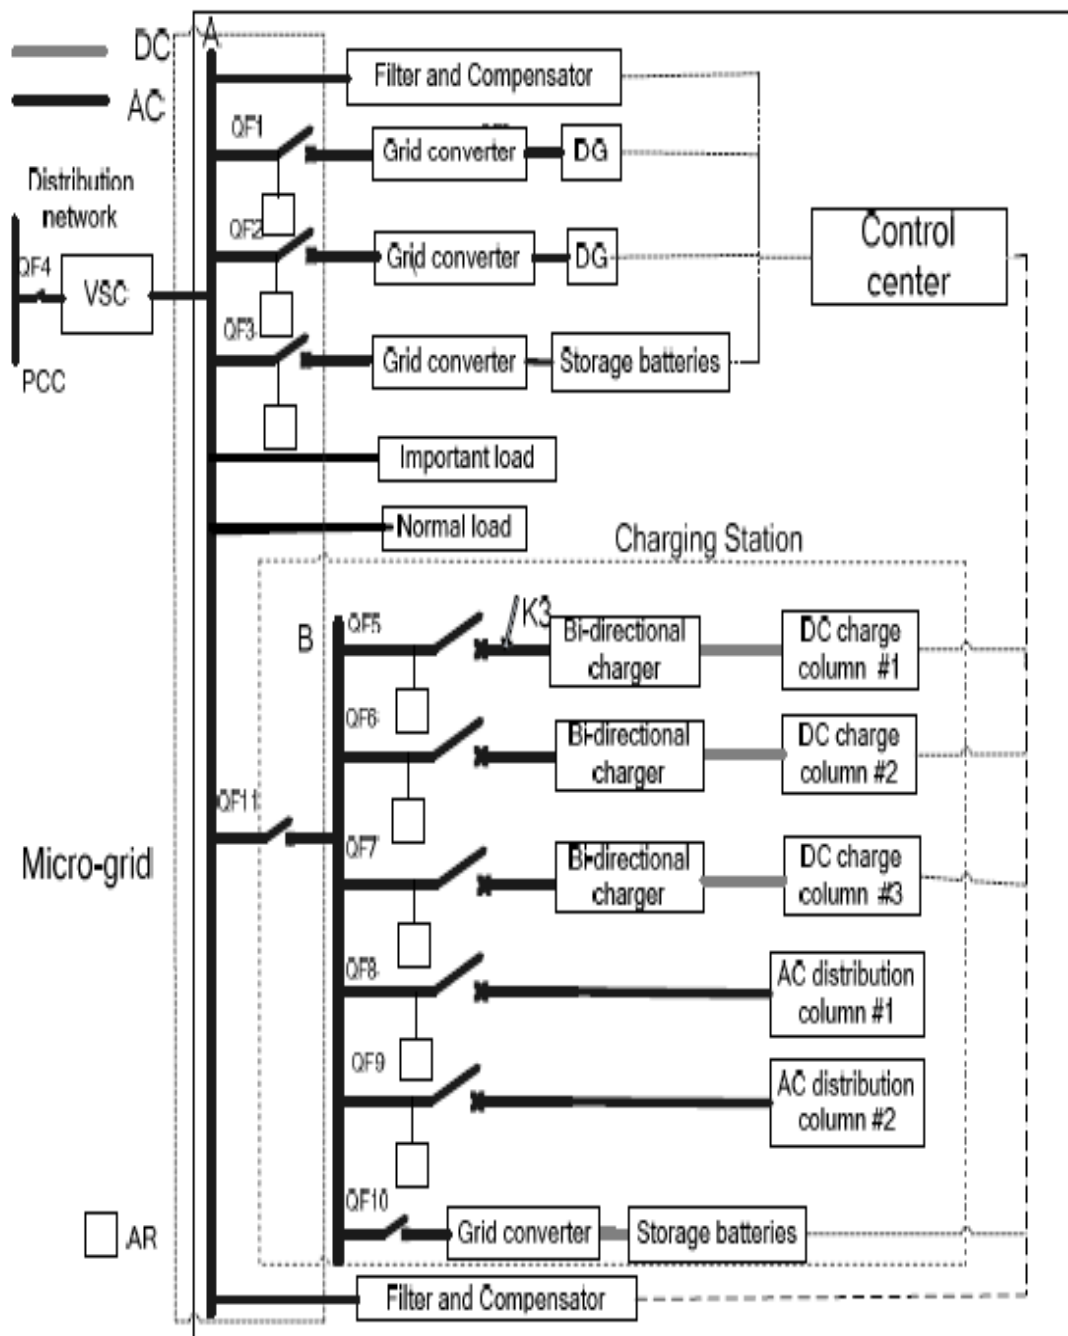 DC
AC
A
Filter and Compensator
QF1
Grid converter
DG
Distribution
network
QF2
Grid converter
DG
Control
center
QF4
VSC
QF3
Grid converter
Storage batteries
PCC
Important load
Normal load
Charging Station
B
QF5
K3
Bi-directional
charger
DC charge
column #1
QF6
Bi-directional
charger
DC charge
column #2
QF11
QF7
Bi-directional
charger
DC charge
column #3
Micro-grid
QF8
AC distribution
column #1
QF9
AC distribution
column #2
QF10
Grid converter
Storage batteries
AR
Filter and Compensator